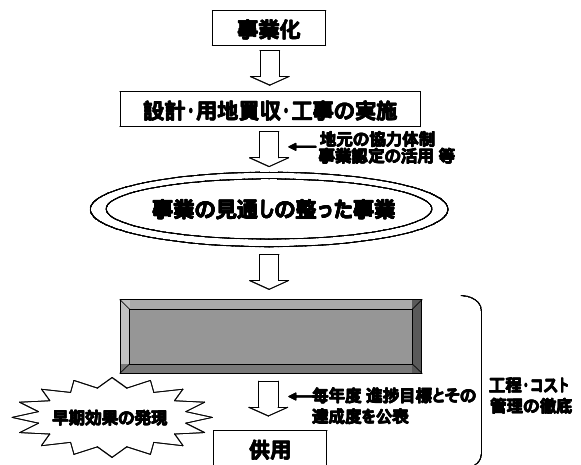 事業化
設計・用地買収・工事の実施
地元の協力体制
事業認定の活用 等
事業の見通しの整った事業
毎年度 進捗目標とその
達成度を公表
工程・コスト
管理の徹底
早期効果の発現
供用